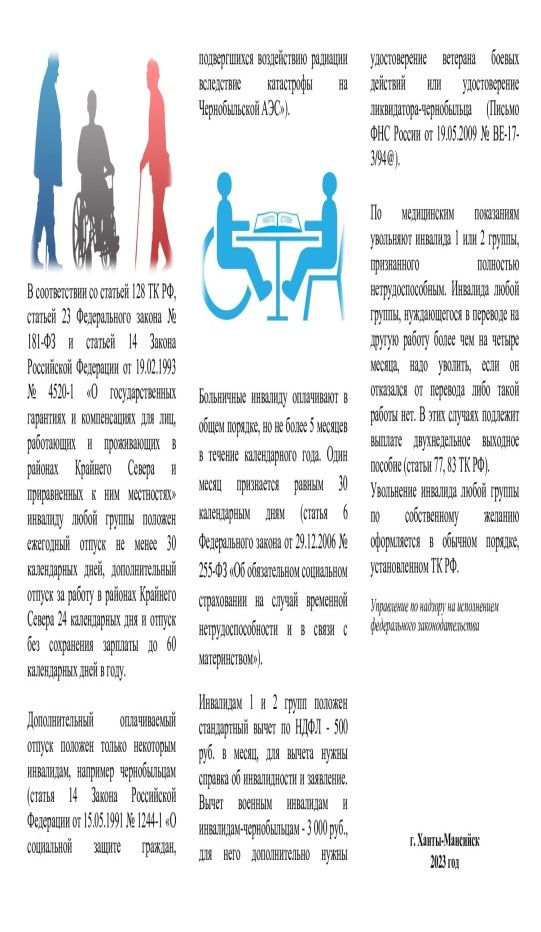 В соответствии со статьей 128 ТК РФ,
статьей 23 Федерального закона №
181-ФЗ и статьей 14 Закона
Российской Федерации от 19.02.1993
№ 4520-1 «О государственных
гарантиях и компенсациях для лиц,
работающих и проживающих в
районах Крайнего Севера и
приравненных к ним местностях»
инвалиду любой группы положен
ежегодный отпуск не менее 30
календарных дней, дополнительный
отпуск за работу в районах Крайнего
Севера 24 календарных дня и отпуск
без сохранения зарплаты до 60
календарных дней в году.
Дополнительный оплачиваемый
отпуск положен только некоторым
инвалидам, например чернобыльцам
(статья 14 Закона Российской
Федерации от 15.05.1991 № 1244-1 «О
социальной защите граждан,
подвергшихся воздействию радиации
вследствие катастрофы на
Чернобыльской АЭС»).
Больничные инвалиду оплачивают в
общем порядке, но не более 5 месяцев
в течение календарного года. Один
месяц признается равным 30
календарным дням (статья 6
Федерального закона от 29.12.2006 №
255-ФЗ «Об обязательном социальном
страховании на случай временной
нетрудоспособности и в связи с
материнством»).
Инвалидам 1 и 2 групп положен
стандартный вычет по НДФЛ - 500
руб. в месяц, для вычета нужны
справка об инвалидности и заявление.
Вычет военным инвалидам и
инвалидам-чернобыльцам - 3 000 руб.,
для него дополнительно нужны
удостоверение ветерана боевых
действий или удостоверение
ликвидатора-чернобыльца (Письмо
ФНС России от 19.05.2009 № ВЕ-17-
3/94@).
По медицинским показаниям
увольняют инвалида 1 или 2 группы,
признанного полностью
нетрудоспособным. Инвалида любой
группы, нуждающегося в переводе на
другую работу более чем на четыре
месяца, надо уволить, если он
отказался от перевода либо такой
работы нет. В этих случаях подлежит
выплате двухнедельное выходное
пособие (статьи 77, 83 ТК РФ).
Увольнение инвалида любой группы
по собственному желанию
оформляется в обычном порядке,
установленном ТК РФ.
Управление по надзору на исполнением
федерального законодательства
г. Ханты-Мансийск
2023 год